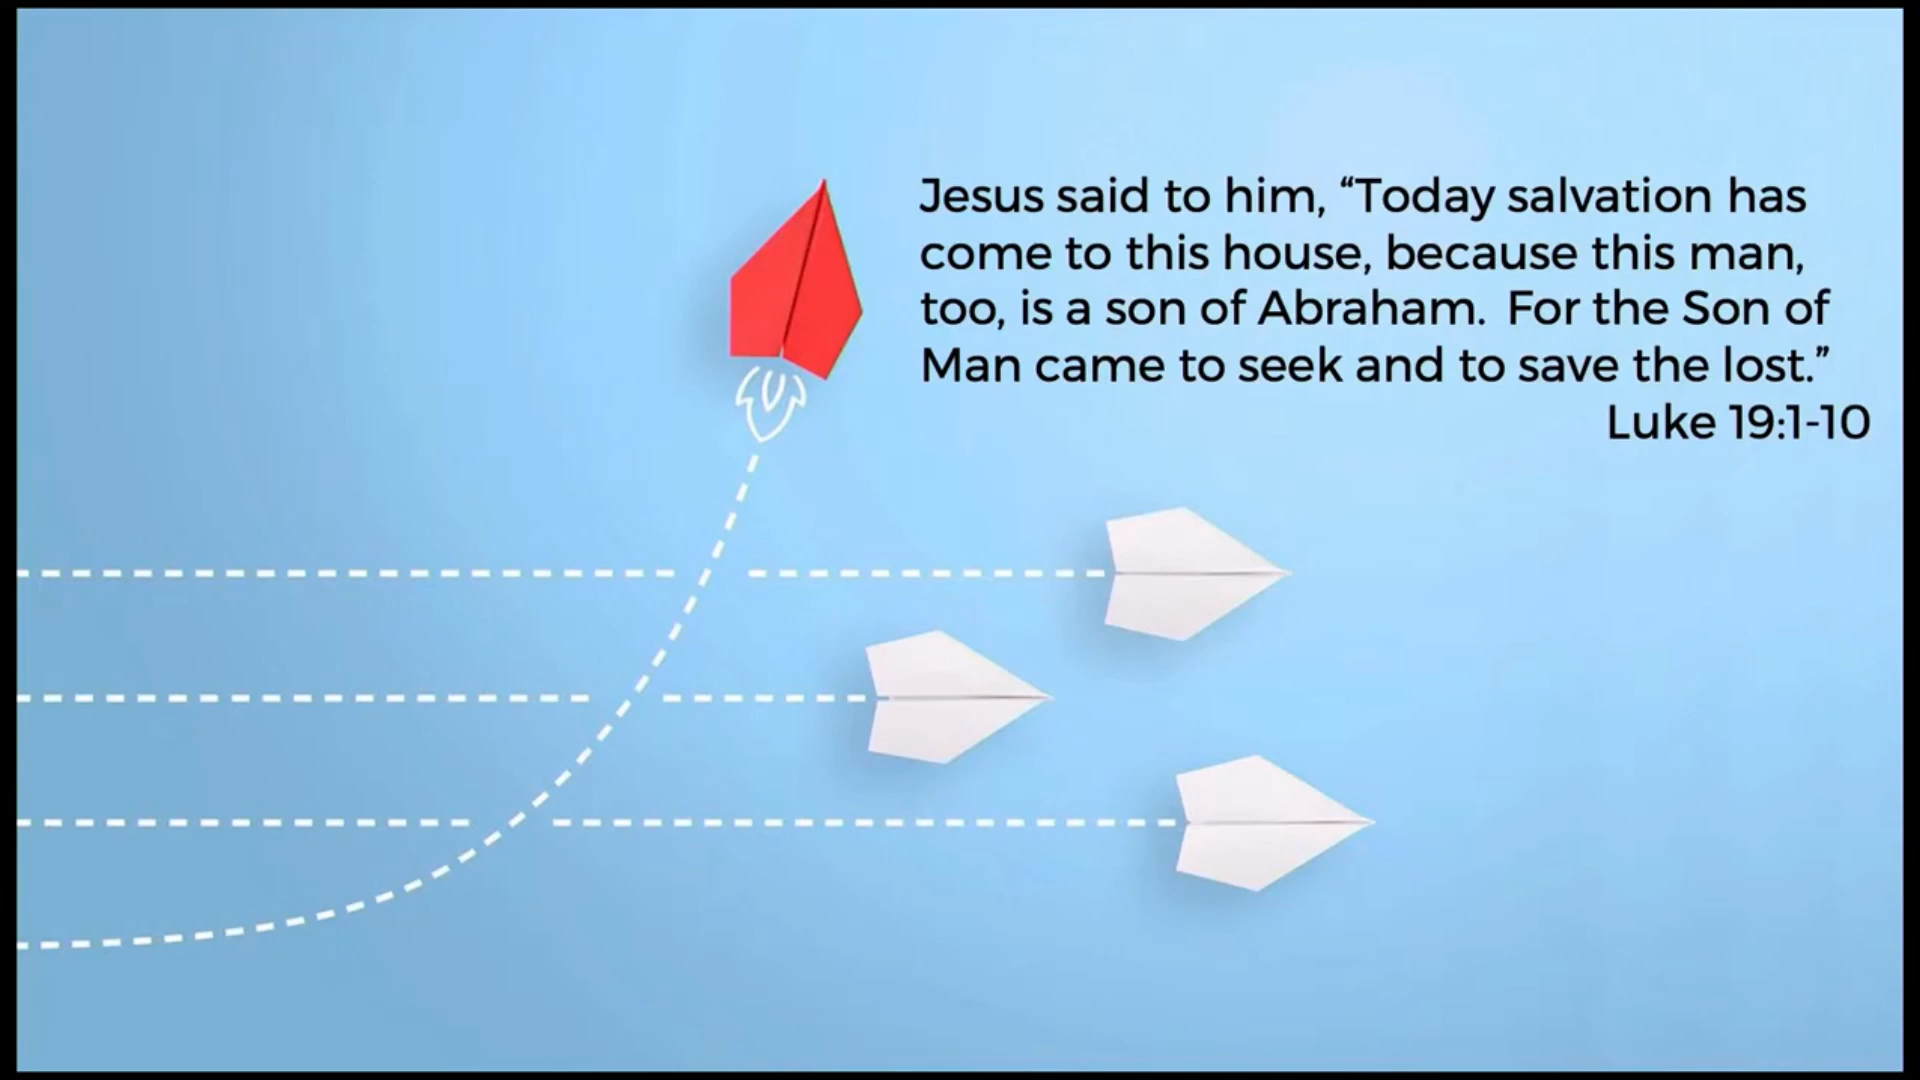 Jesus said to him, “Today salvation has
come to this house, because this man,
too, is a son of Abraham.  For the Son of
Man came to seek and to save the lost.”
Luke 19:1-10